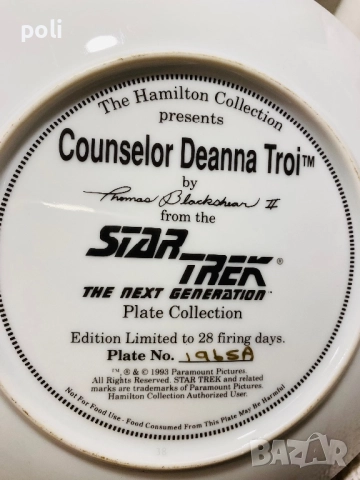 poli
The Hamilton Collection
presents
Counselor Deanna Troi™
by
Thomas Blackshear II
from the
STAR TREK®
THE NEXT GENERATION™
Plate Collection
Edition Limited to 28 firing days.
Plate No. 1965A
™, ® & © 1993 Paramount Pictures.
All Rights Reserved. STAR TREK and related
marks are trademarks of Paramount Pictures.
Hamilton Collection Authorized User.
Not For Food Use. Food Consumed From This Plate May Be Harmful
BAZAR